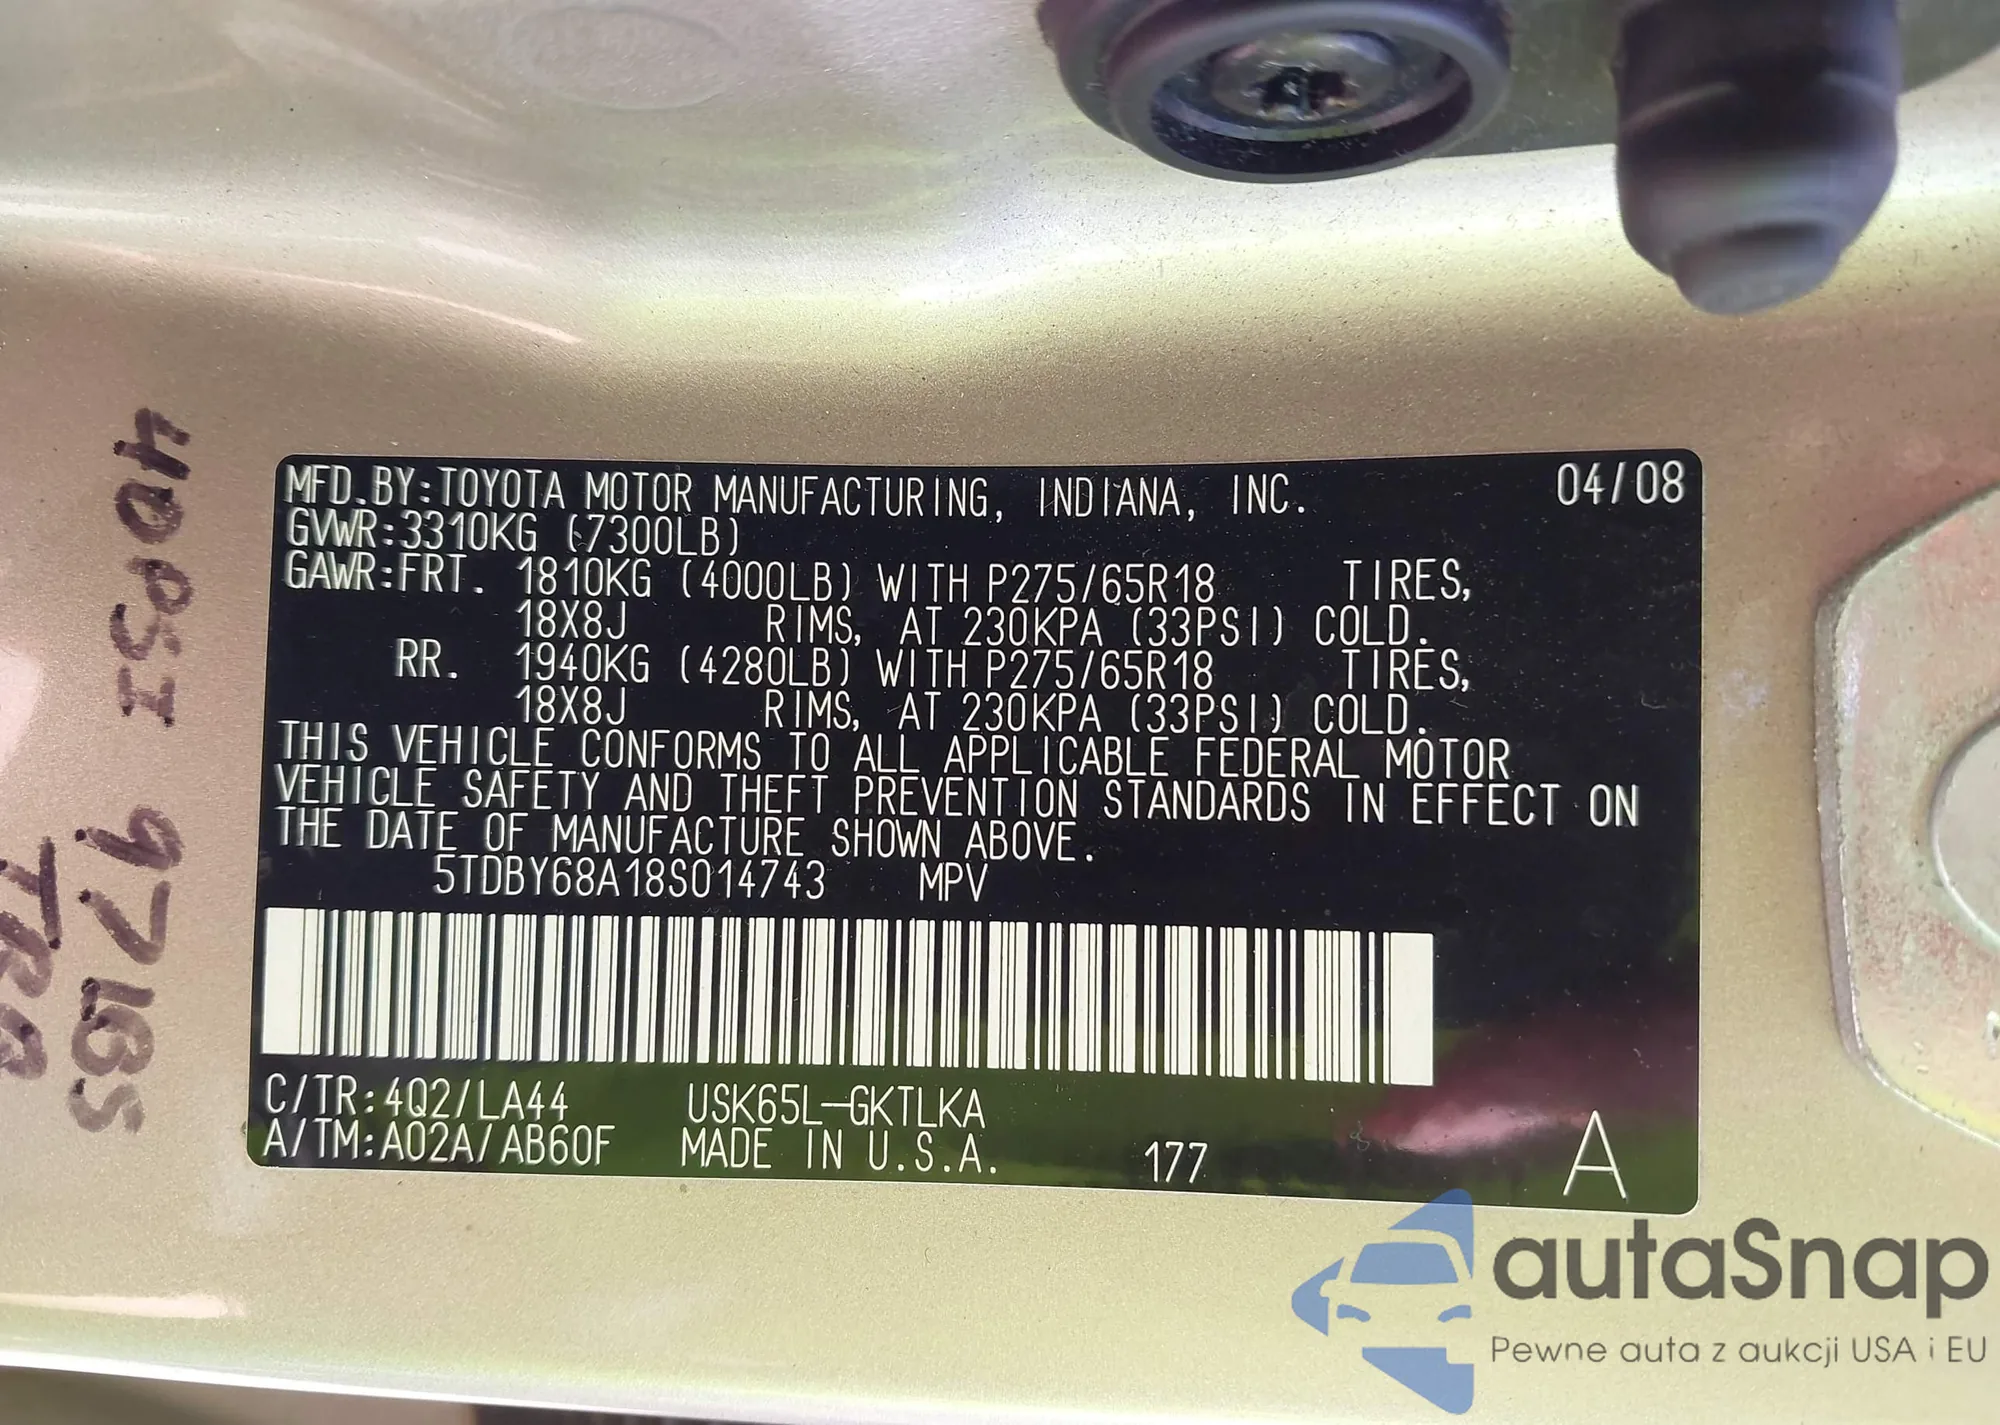 MFD.BY:TOYOTA MOTOR MANUFACTURING, INDIANA, INC. 04/08
GVWR:3310KG (7300LB)
GAWR:FRT. 1810KG (4000LB) WITH P275/65R18 TIRES,
18X8J RIMS, AT 230KPA (33PSI) COLD.
RR. 1940KG (4280LB) WITH P275/65R18 TIRES,
18X8J RIMS, AT 230KPA (33PSI) COLD.
THIS VEHICLE CONFORMS TO ALL APPLICABLE FEDERAL MOTOR
VEHICLE SAFETY AND THEFT PREVENTION STANDARDS IN EFFECT ON
THE DATE OF MANUFACTURE SHOWN ABOVE.
5TDBY68A18S014743 MPV
C/TR:4Q2/LA44 USK65L-GKTLKA
A/TM:A02A/AB60F MADE IN U.S.A. 177 A
40PSI
autaSnap
Pewne auta z aukcji USA i EU